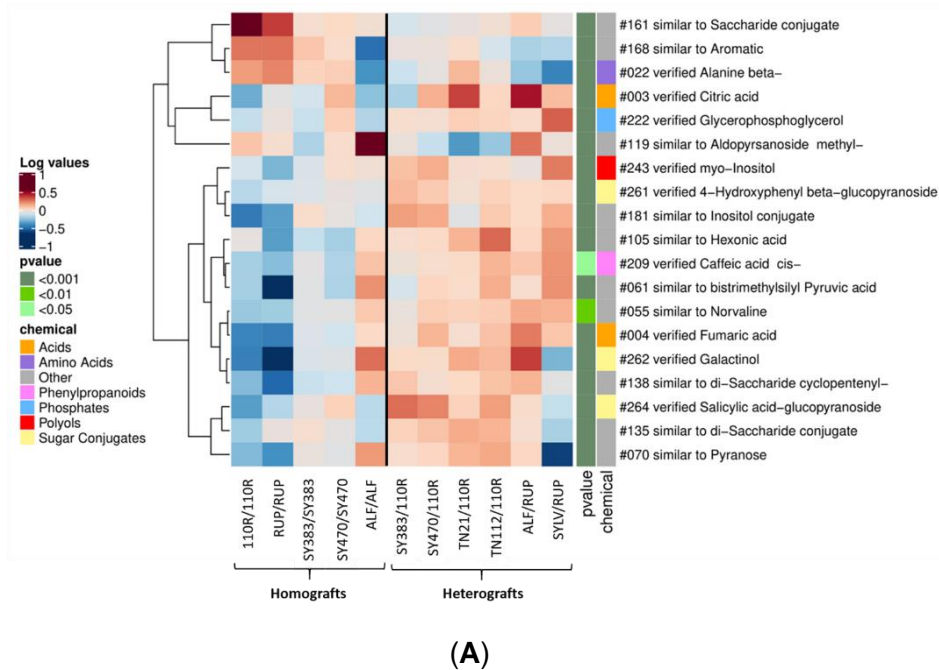 #161 similar to Saccharide conjugate
#168 similar to Aromatic
#022 verified Alanine beta−
#003 verified Citric acid
#222 verified Glycerophosphoglycerol
#119 similar to Aldopyrsanoside methyl−
#243 verified myo−Inositol
#261 verified 4−Hydroxyphenyl beta−glucopyranoside
#181 similar to Inositol conjugate
#105 similar to Hexonic acid
#209 verified Caffeic acid cis−
#061 similar to bistrimethylsilyl Pyruvic acid
#055 similar to Norvaline
#004 verified Fumaric acid
#262 verified Galactinol
#138 similar to di−Saccharide cyclopentenyl−
#264 verified Salicylic acid−glucopyranoside
#135 similar to di−Saccharide conjugate
#070 similar to Pyranose
Log values
1
0.5
0
−0.5
−1
pvalue
<0.001
<0.01
<0.05
chemical
Acids
Amino Acids
Other
Phenylpropanoids
Phosphates
Polyols
Sugar Conjugates
110R/110R
RUP/RUP
SY383/SY383
SY470/SY470
ALF/ALF
SY383/110R
SY470/110R
TN21/110R
TN112/110R
ALF/RUP
SYLV/RUP
pvalue
chemical
Homografts
Heterografts
(A)